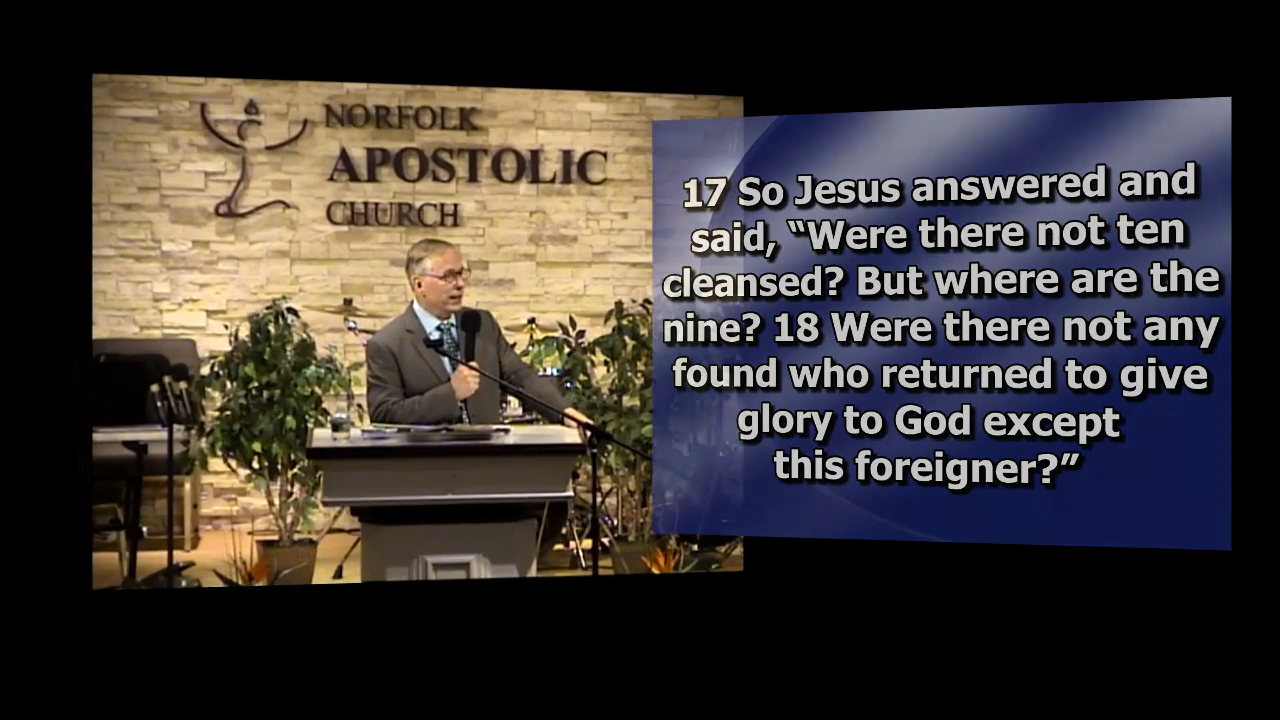 NORFOLK
APOSTOLIC
CHURCH
17 So Jesus answered and
said, “Were there not ten
cleansed? But where are the
nine? 18 Were there not any
found who returned to give
glory to God except
this foreigner?”